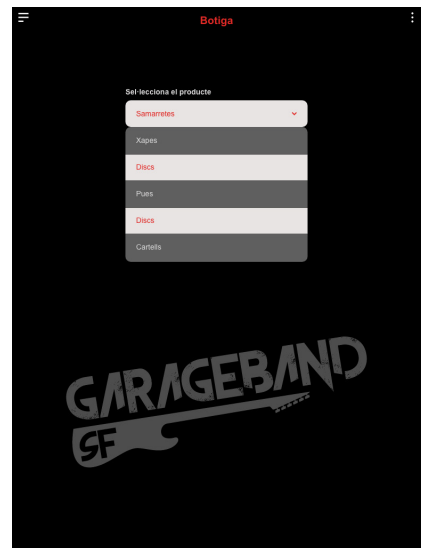 Botiga
Sel·lecciona el producte
Samarretes
Xapes
Discs
Pues
Discs
Cartells
GARAGEBAND
SF